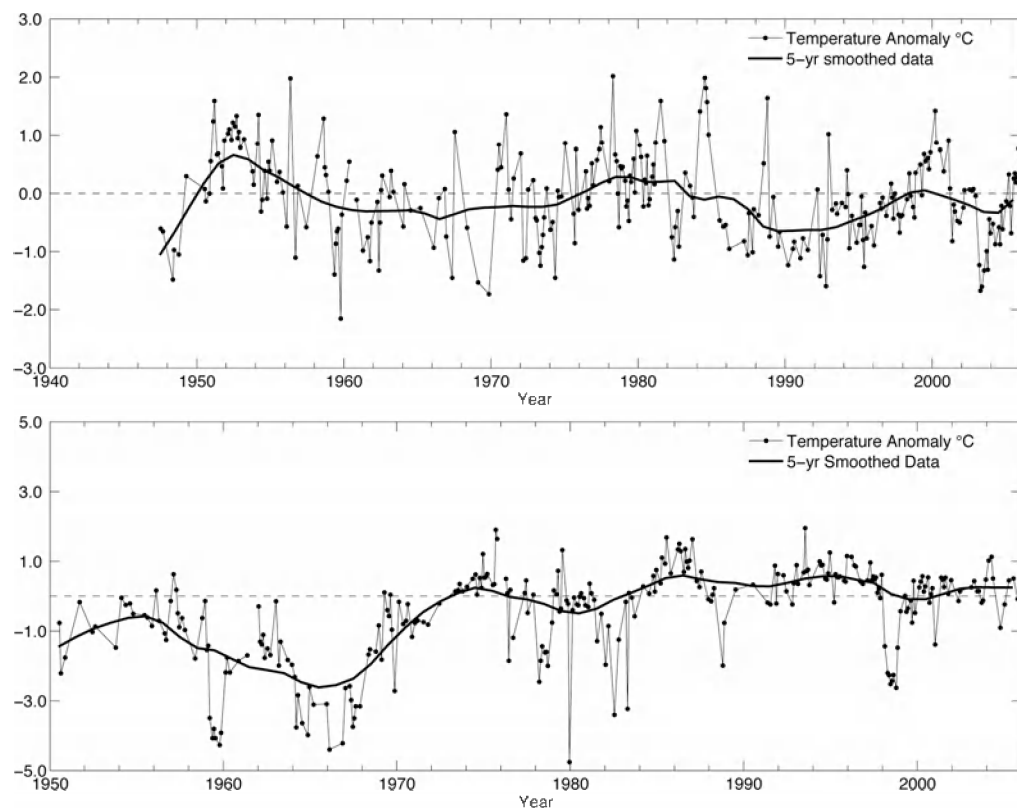 3.0
Temperature Anomaly °C
5-yr smoothed data
2.0
1.0
0.0
−1.0
−2.0
−3.0
1940 1950 1960 1970 1980 1990 2000
Year
5.0
Temperature Anomaly °C
5-yr Smoothed Data
3.0
1.0
−1.0
−3.0
−5.0
1950 1960 1970 1980 1990 2000
Year